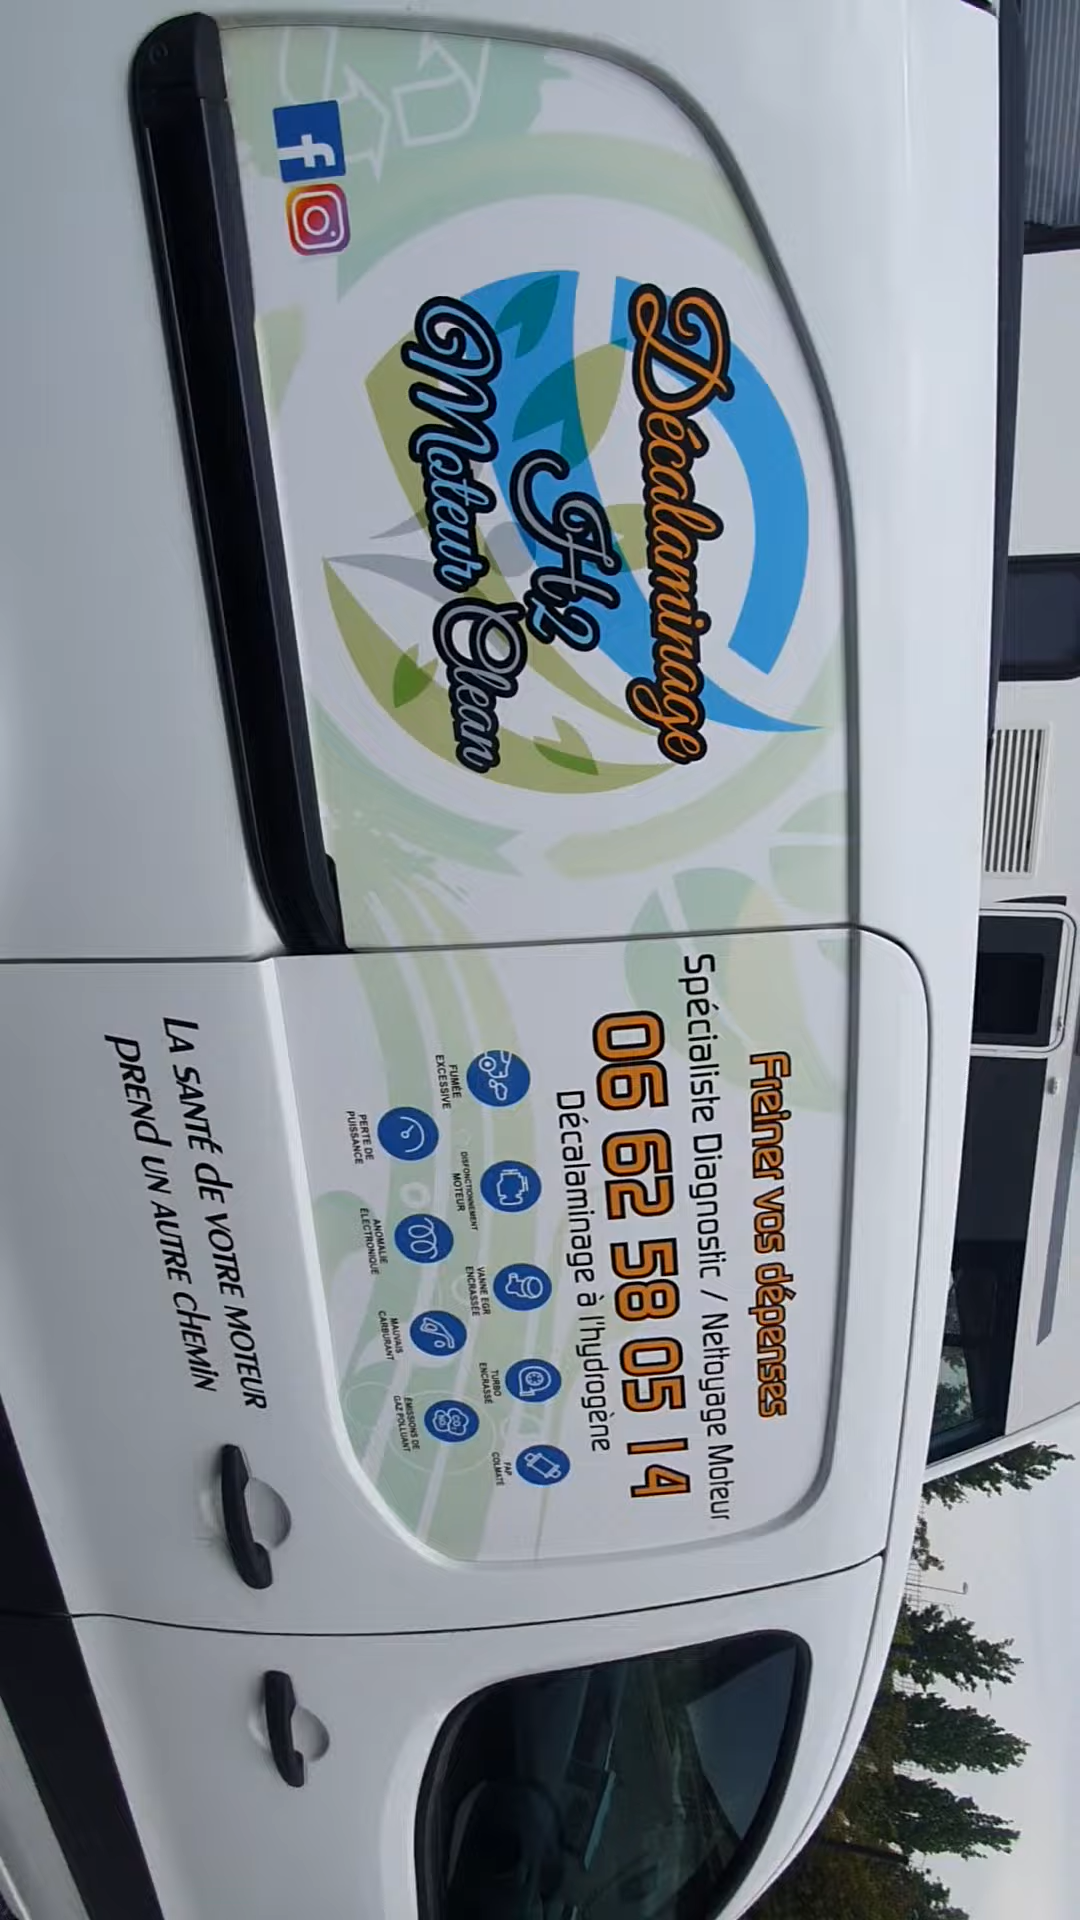 Décalaminage
H2
Moteur Clean
Freiner vos dépenses
Spécialiste Diagnostic / Nettoyage Moteur
06 62 58 05 14
Décalaminage à l'hydrogène
FUMÉE
EXCESSIVE
DISFONCTIONNEMENT
MOTEUR
VANNE EGR
ENCRASSÉE
TURBO
ENCRASSÉ
FAP
COLMATÉ
PERTE DE
PUISSANCE
ANOMALIE
ÉLECTRONIQUE
MAUVAIS
CARBURANT
ÉMISSIONS DE
GAZ POLLUANT
LA SANTÉ dE VOTRE MOTEUR
PREND UN AUTRE CHEMIN